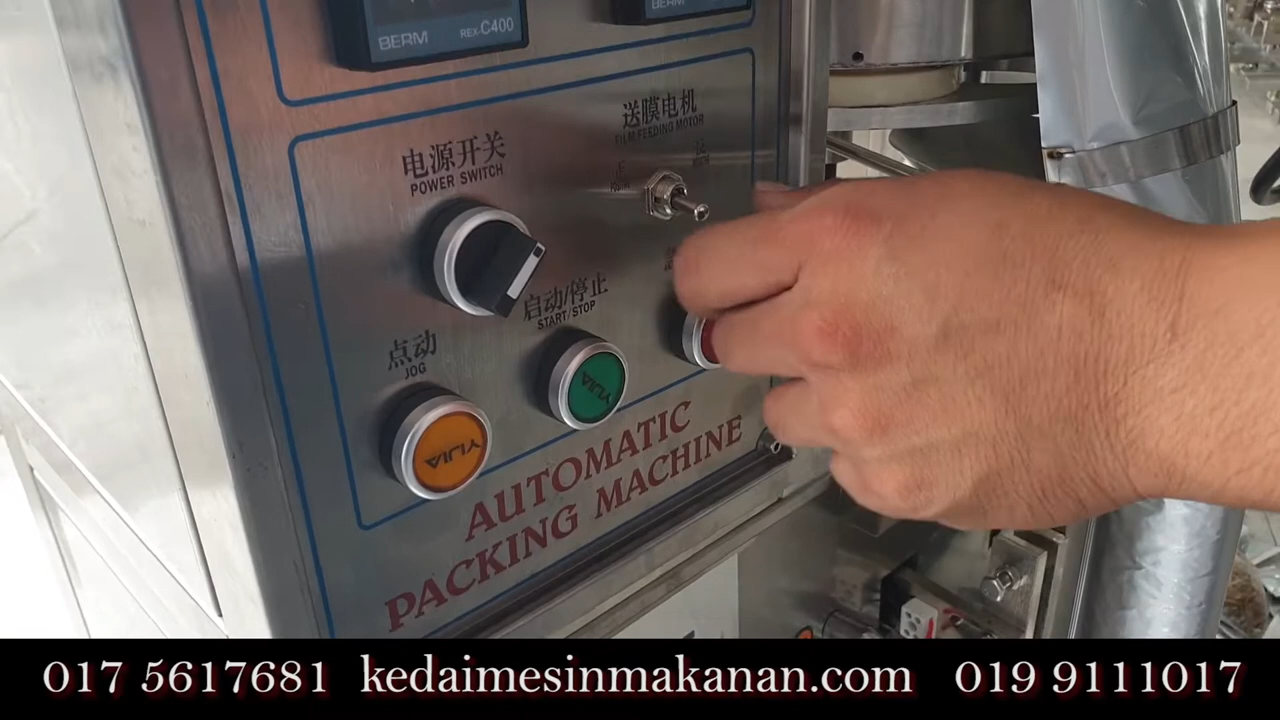 BERM REX-C400
BERM
送膜电机
FILM FEEDING MOTOR
电源开关
POWER SWITCH
启动/停止
START/STOP
点动
JOG
YIJIA
YIJIA
AUTOMATIC
PACKING MACHINE
017 5617681 kedaimesinmakanan.com 019 9111017